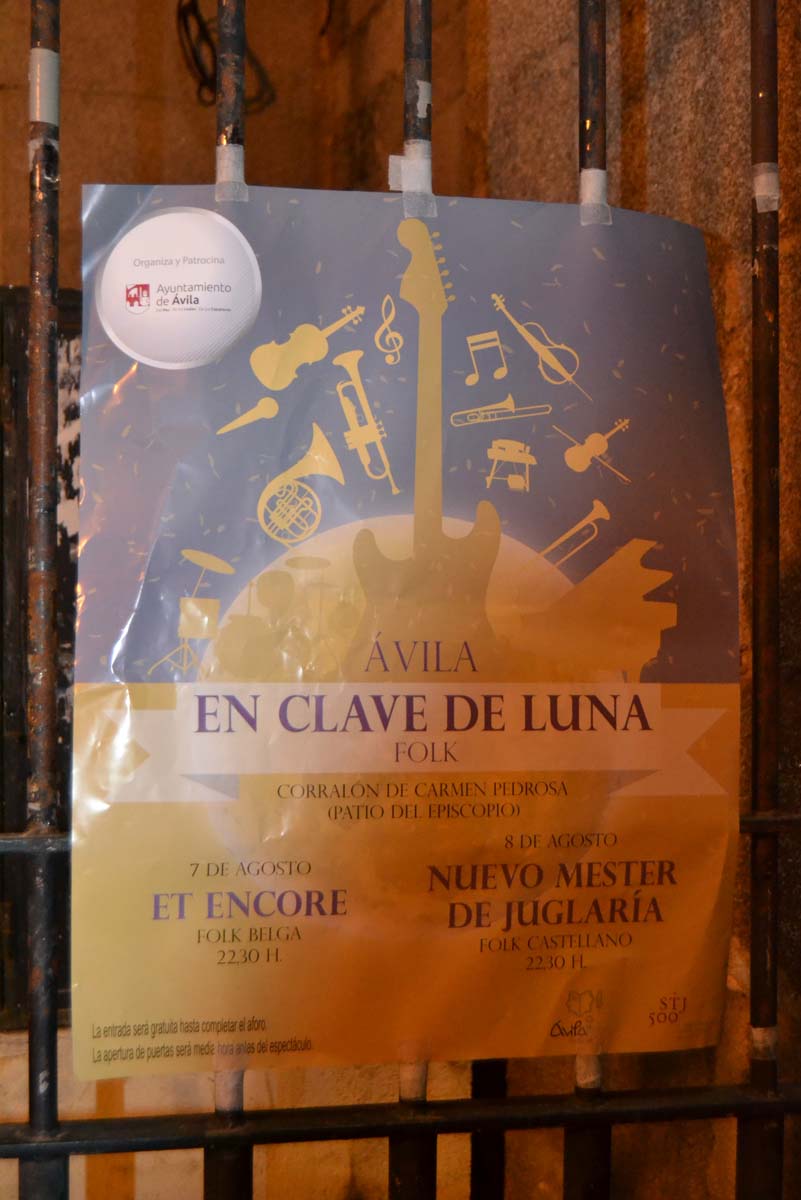 Organiza y Patrocina
Ayuntamiento
de Ávila
ÁVILA
EN CLAVE DE LUNA
FOLK
CORRALÓN DE CARMEN PEDROSA
(PATIO DEL EPISCOPIO)
7 DE AGOSTO
ET ENCORE
FOLK BELGA
22,30 H.
8 DE AGOSTO
NUEVO MESTER
DE JUGLARÍA
FOLK CASTELLANO
22,30 H.
La entrada será gratuita hasta completar el aforo.
La apertura de puertas será media hora antes del espectáculo.
Ávila
STJ
500